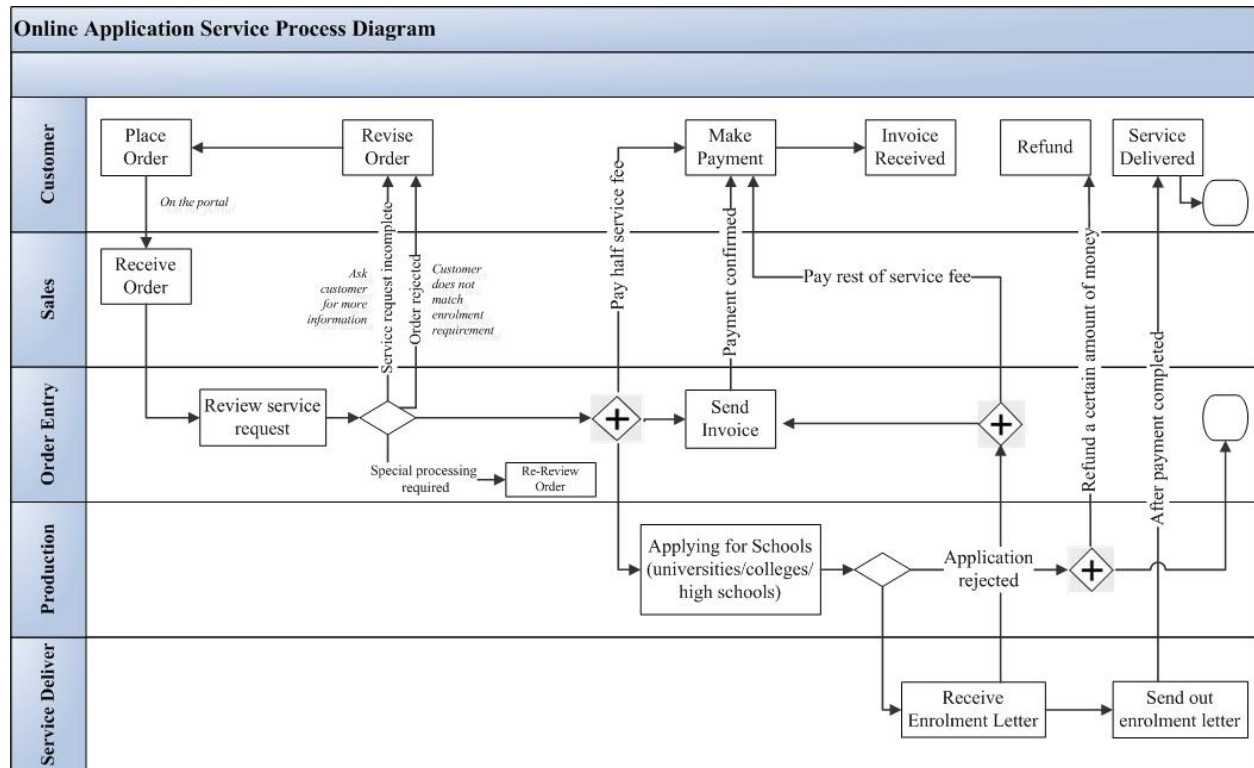 Online Application Service Process Diagram
Customer
Place
Order
Revise
Order
Make
Payment
Invoice
Received
Refund
Service
Delivered
On the portal
Sales
Receive
Order
Ask
customer
for more
information
Service request incomplete
Order rejected
Customer
does not
match
enrolment
requirement
Pay half service fee
Payment confirmed
Pay rest of service fee
Refund a certain amount of money
After payment completed
Order Entry
Review service
request
Send
Invoice
Special processing
required
Re-Review
Order
Production
Applying for Schools
(universities/colleges/
high schools)
Application
rejected
Service Deliver
Receive
Enrolment Letter
Send out
enrolment letter